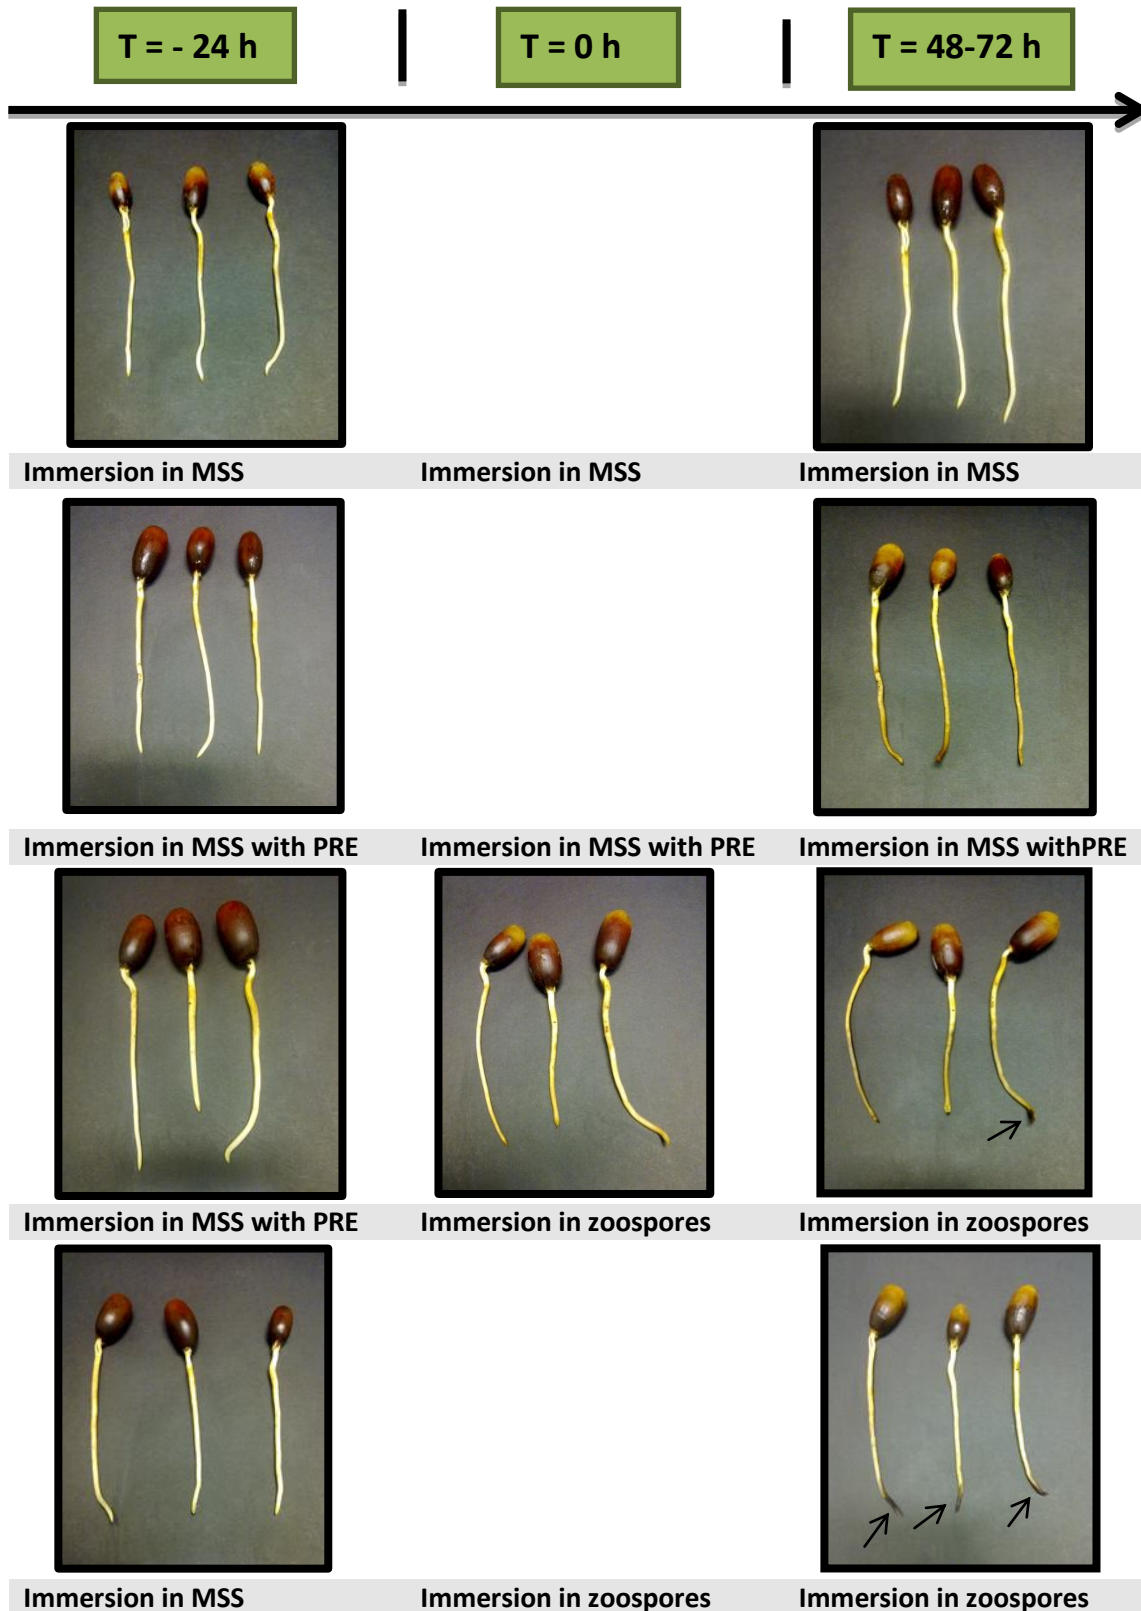 T = - 24 h
T = 0 h
T = 48-72 h
Immersion in MSS
Immersion in MSS
Immersion in MSS
Immersion in MSS with PRE
Immersion in MSS with PRE
Immersion in MSS withPRE
Immersion in MSS with PRE
Immersion in zoospores
Immersion in zoospores
Immersion in MSS
Immersion in zoospores
Immersion in zoospores